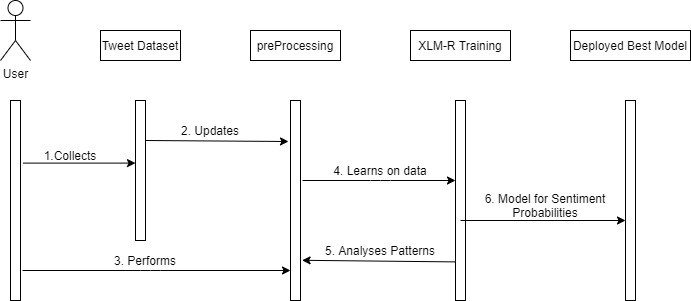 User
Tweet Dataset
preProcessing
XLM-R Training
Deployed Best Model
1.Collects
2. Updates
4. Learns on data
6. Model for Sentiment
Probabilities
3. Performs
5. Analyses Patterns